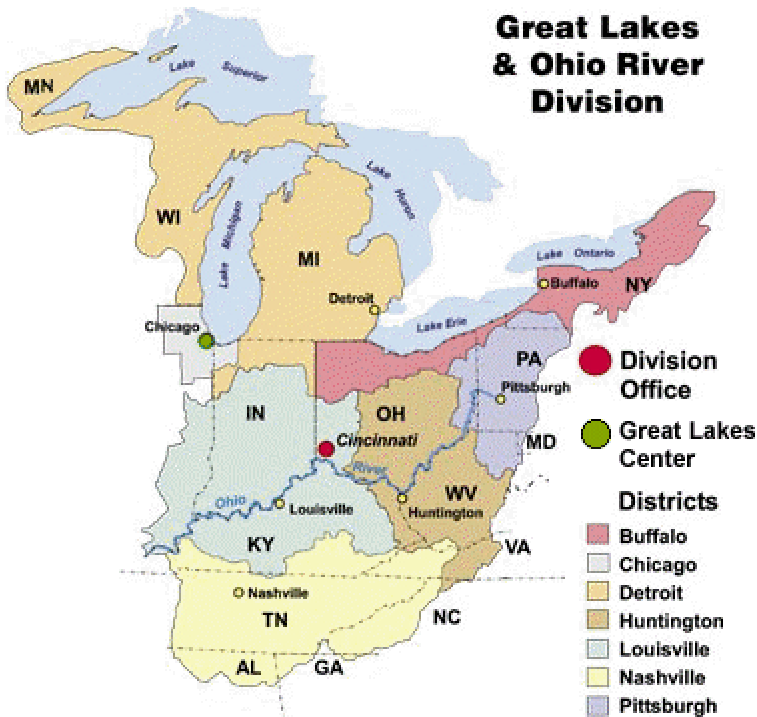 Great Lakes
& Ohio River
Division
MN
Lake Superior
Lake Huron
WI
Lake Michigan
MI
Lake Ontario
Detroit
Buffalo
NY
Chicago
Lake Erie
PA
Pittsburgh
IN
OH
Cincinnati
MD
Ohio River
Louisville
WV
Huntington
KY
VA
Nashville
TN
NC
AL
GA
Division
Office
Great Lakes
Center
Districts
Buffalo
Chicago
Detroit
Huntington
Louisville
Nashville
Pittsburgh